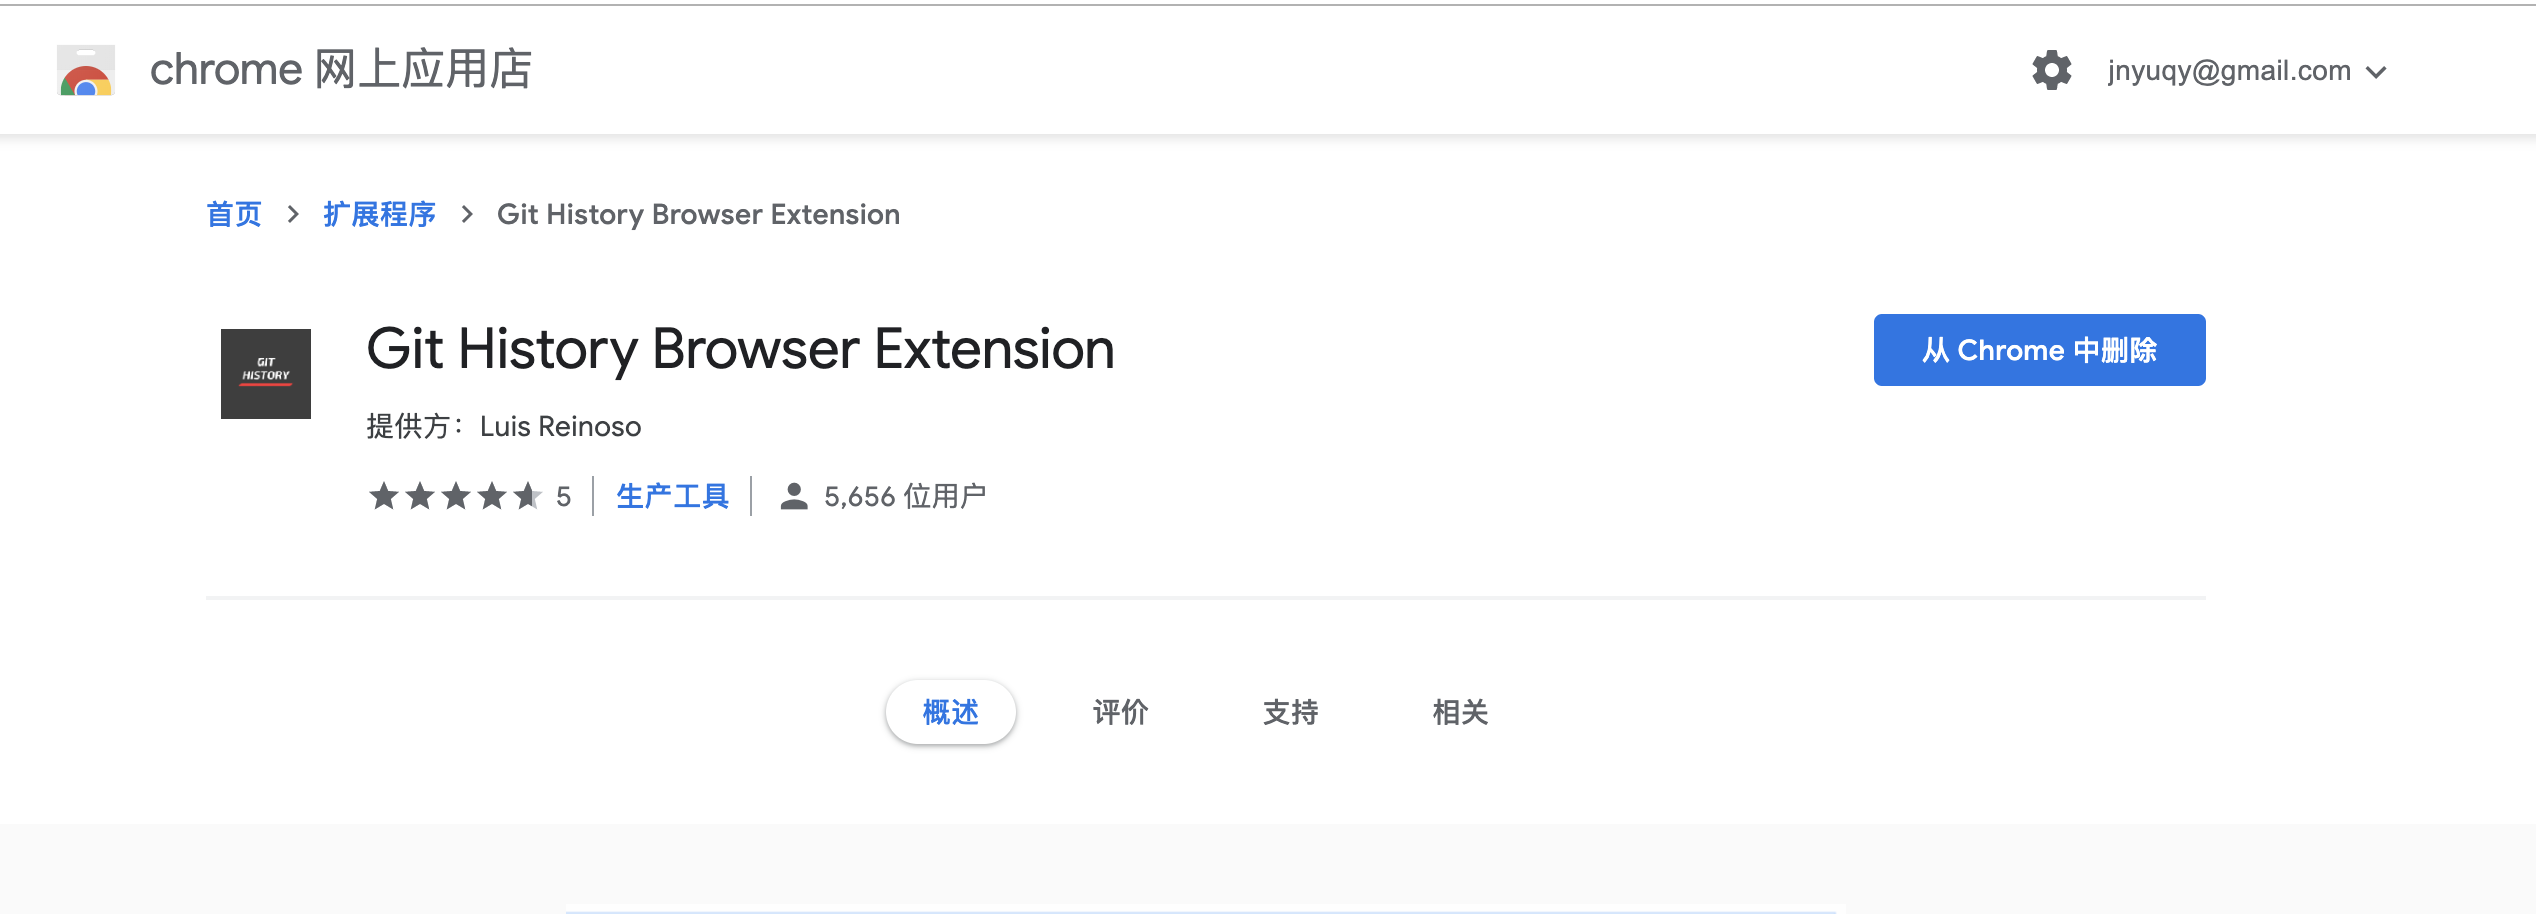 chrome 网上应用店
jnyuqy@gmail.com
首页 > 扩展程序 > Git History Browser Extension
GIT
HISTORY
Git History Browser Extension
从 Chrome 中删除
提供方：Luis Reinoso
5 生产工具 5,656 位用户
概述 评价 支持 相关